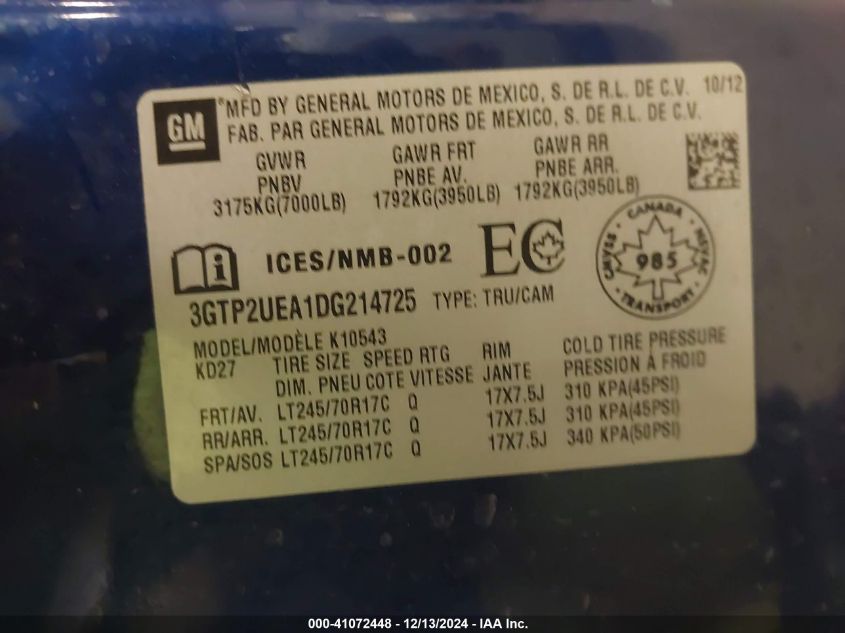 GM
®MFD BY GENERAL MOTORS DE MEXICO, S. DE R.L. DE C.V. 10/12
FAB. PAR GENERAL MOTORS DE MEXICO, S. DE R.L. DE C.V.
GVWR GAWR FRT GAWR RR
PNBV PNBE AV. PNBE ARR.
3175KG(7000LB) 1792KG(3950LB) 1792KG(3950LB)
i ICES/NMB-002 EC
CANADA
CMVSS 985 NSVAC
TRANSPORT
3GTP2UEA1DG214725 TYPE: TRU/CAM
MODEL/MODÈLE K10543
KD27 TIRE SIZE SPEED RTG RIM COLD TIRE PRESSURE
DIM. PNEU COTE VITESSE JANTE PRESSION À FROID
FRT/AV. LT245/70R17C Q 17X7.5J 310 KPA(45PSI)
RR/ARR. LT245/70R17C Q 17X7.5J 310 KPA(45PSI)
SPA/SOS LT245/70R17C Q 17X7.5J 340 KPA(50PSI)
000-41072448 - 12/13/2024 - IAA Inc.